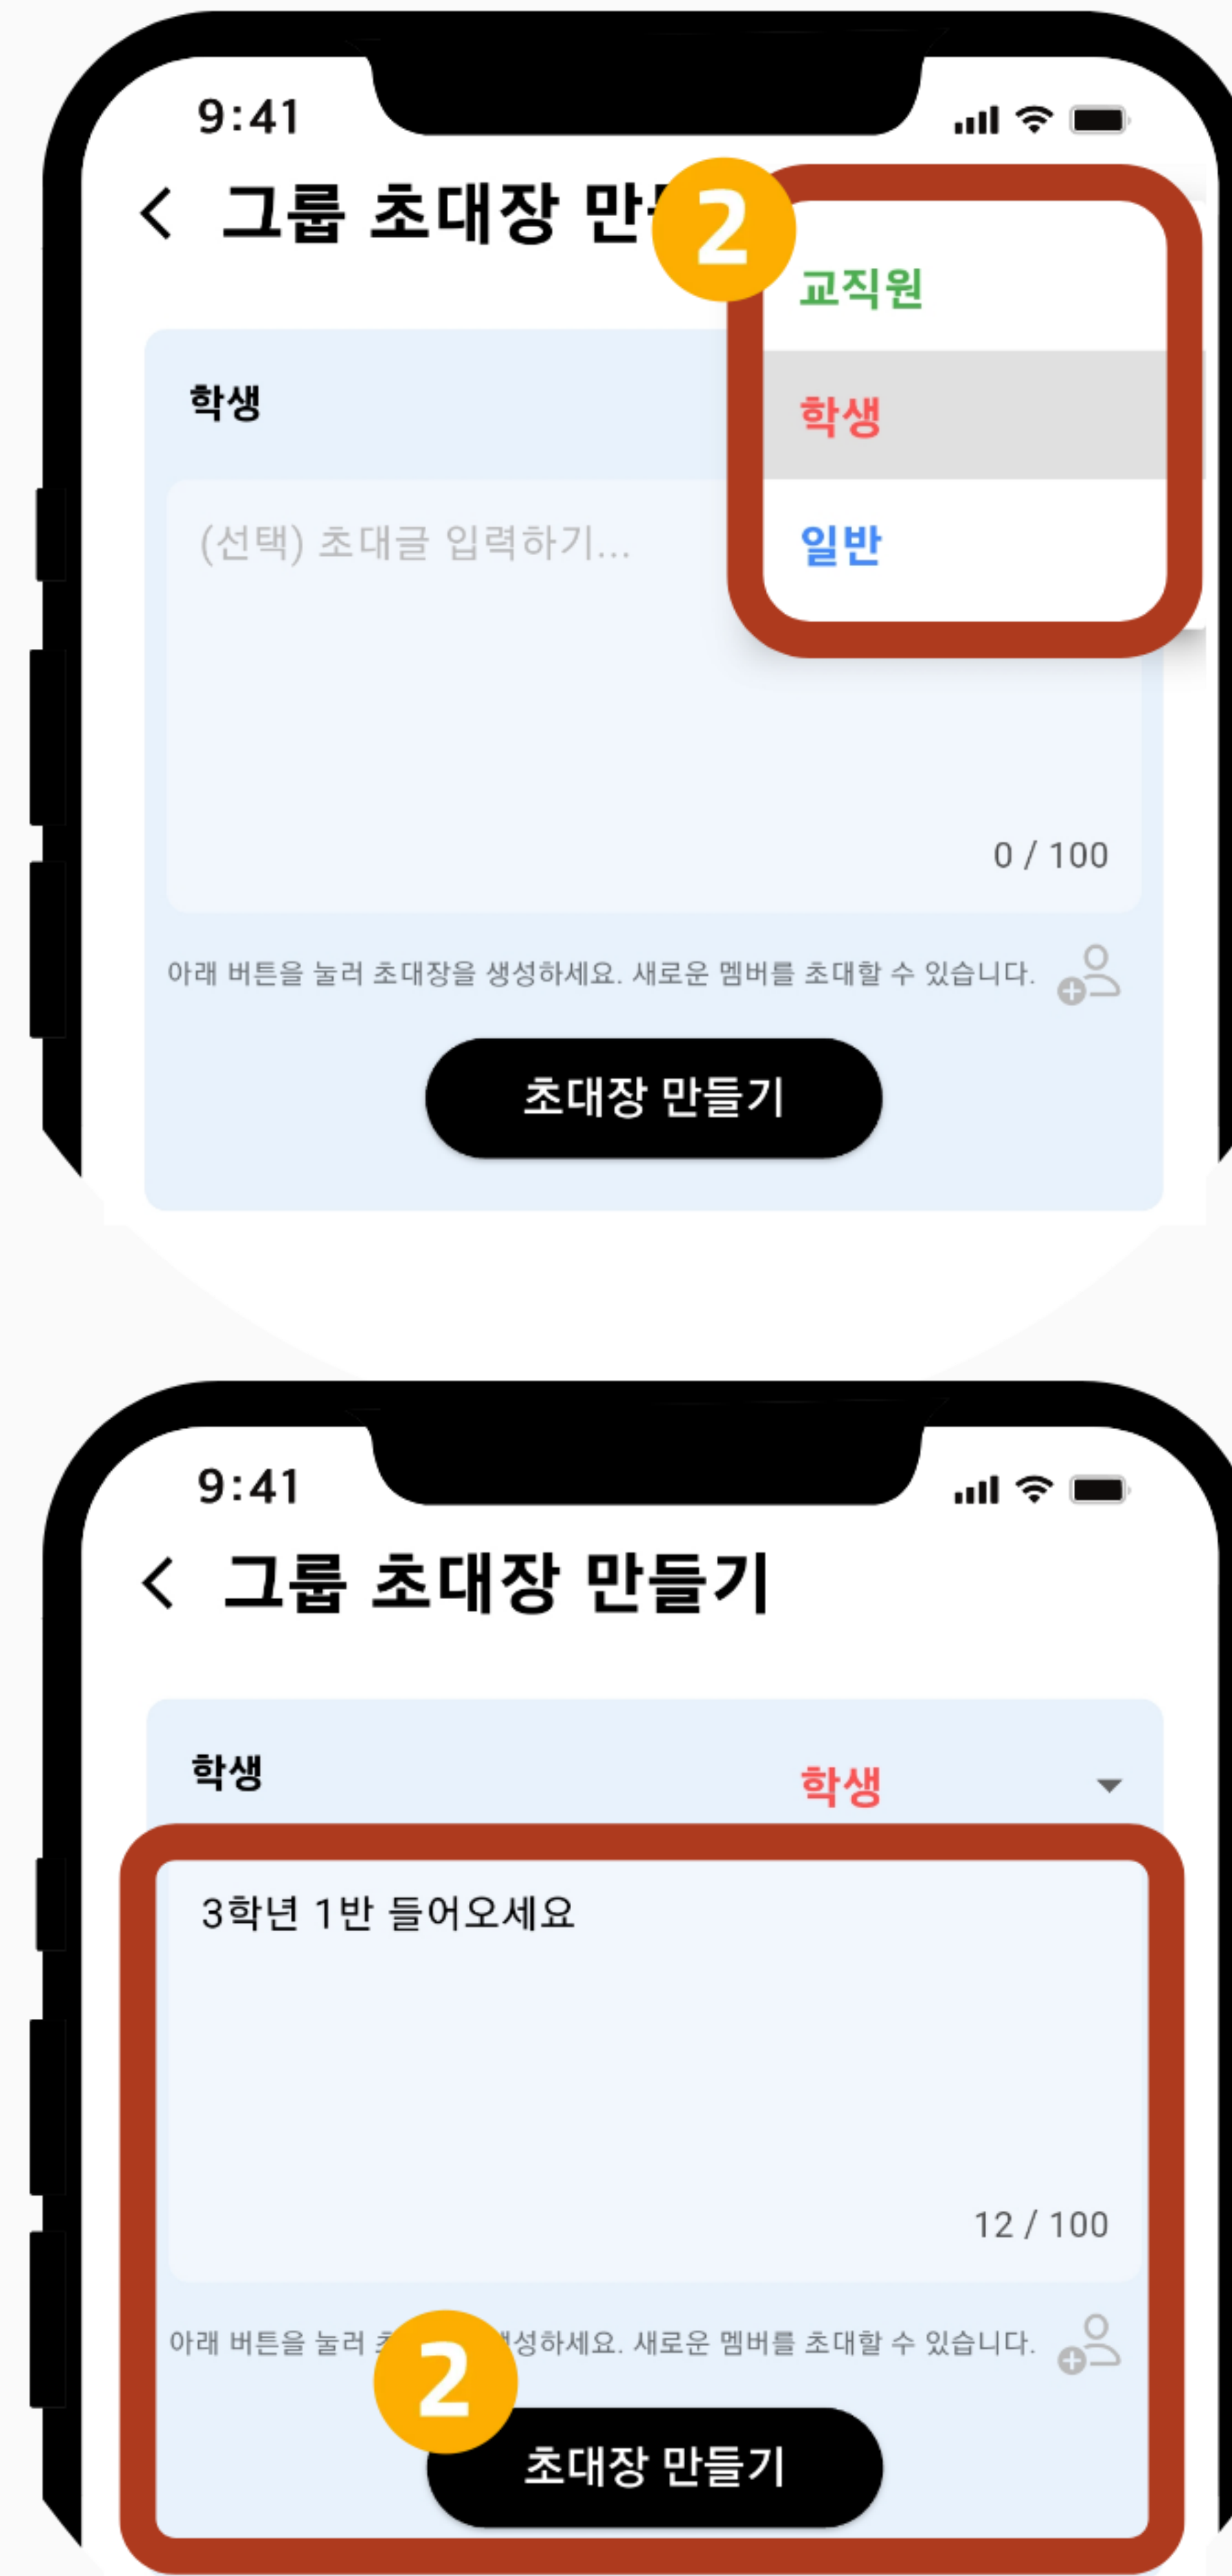 9:41
그룹 초대장 만
2
교직원
학생
학생
(선택) 초대글 입력하기...
일반
0 / 100
아래 버튼을 눌러 초대장을 생성하세요. 새로운 멤버를 초대할 수 있습니다.
초대장 만들기
9:41
그룹 초대장 만들기
학생
학생
3학년 1반 들어오세요
12 / 100
아래 버튼을 눌러 성하세요. 새로운 멤버를 초대할 수 있습니다.
2
초대장 만들기